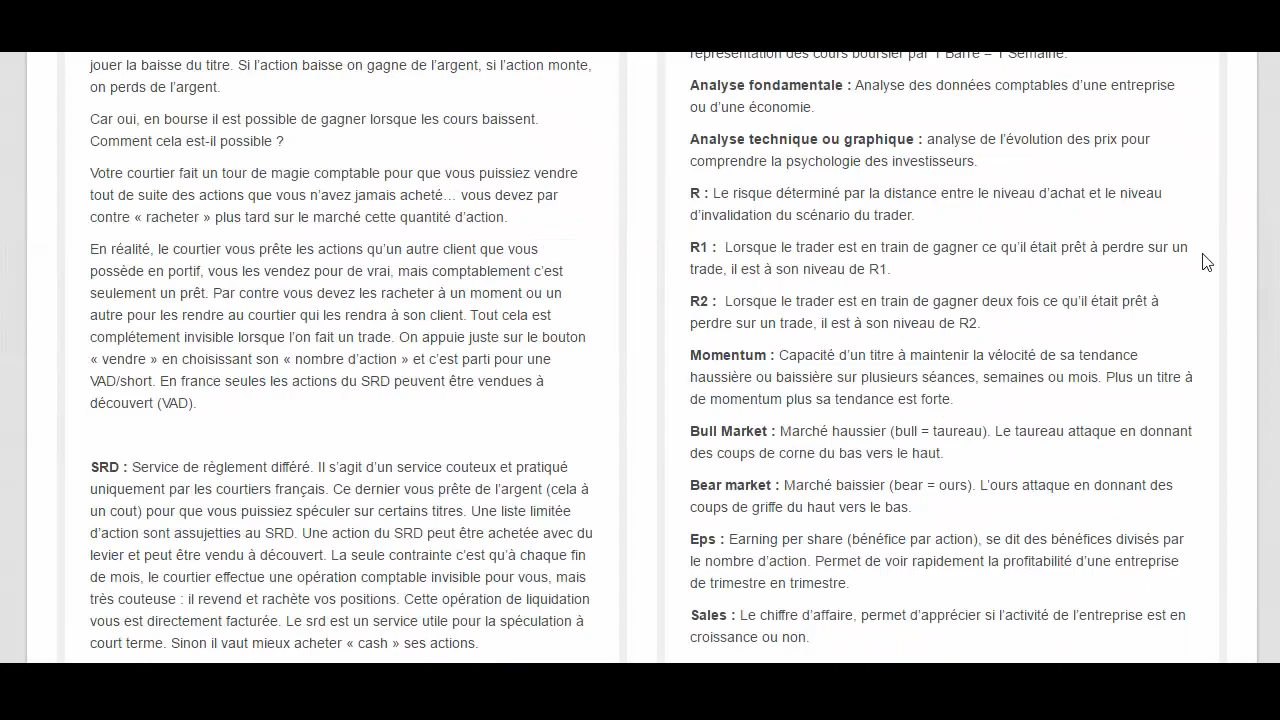 jouer la baisse du titre. Si l’action baisse on gagne de l’argent, si l’action monte,
on perds de l’argent.
Car oui, en bourse il est possible de gagner lorsque les cours baissent.
Comment cela est-il possible ?
Votre courtier fait un tour de magie comptable pour que vous puissiez vendre
tout de suite des actions que vous n’avez jamais acheté… vous devez par
contre « racheter » plus tard sur le marché cette quantité d’action.
En réalité, le courtier vous prête les actions qu’un autre client que vous
possède en portif, vous les vendez pour de vrai, mais comptablement c’est
seulement un prêt. Par contre vous devez les racheter à un moment ou un
autre pour les rendre au courtier qui les rendra à son client. Tout cela est
complétement invisible lorsque l’on fait un trade. On appuie juste sur le bouton
« vendre » en choisissant son « nombre d’action » et c’est parti pour une
VAD/short. En france seules les actions du SRD peuvent être vendues à
découvert (VAD).
SRD : Service de règlement différé. Il s’agit d’un service couteux et pratiqué
uniquement par les courtiers français. Ce dernier vous prête de l’argent (cela à
un cout) pour que vous puissiez spéculer sur certains titres. Une liste limitée
d’action sont assujetties au SRD. Une action du SRD peut être achetée avec du
levier et peut être vendu à découvert. La seule contrainte c’est qu’à chaque fin
de mois, le courtier effectue une opération comptable invisible pour vous, mais
très couteuse : il revend et rachète vos positions. Cette opération de liquidation
vous est directement facturée. Le srd est un service utile pour la spéculation à
court terme. Sinon il vaut mieux acheter « cash » ses actions.
représentation des cours boursier par 1 Barre = 1 Semaine.
Analyse fondamentale : Analyse des données comptables d’une entreprise
ou d’une économie.
Analyse technique ou graphique : analyse de l’évolution des prix pour
comprendre la psychologie des investisseurs.
R : Le risque déterminé par la distance entre le niveau d’achat et le niveau
d’invalidation du scénario du trader.
R1 : Lorsque le trader est en train de gagner ce qu’il était prêt à perdre sur un
trade, il est à son niveau de R1.
R2 : Lorsque le trader est en train de gagner deux fois ce qu’il était prêt à
perdre sur un trade, il est à son niveau de R2.
Momentum : Capacité d’un titre à maintenir la vélocité de sa tendance
haussière ou baissière sur plusieurs séances, semaines ou mois. Plus un titre à
de momentum plus sa tendance est forte.
Bull Market : Marché haussier (bull = taureau). Le taureau attaque en donnant
des coups de corne du bas vers le haut.
Bear market : Marché baissier (bear = ours). L’ours attaque en donnant des
coups de griffe du haut vers le bas.
Eps : Earning per share (bénéfice par action), se dit des bénéfices divisés par
le nombre d’action. Permet de voir rapidement la profitabilité d’une entreprise
de trimestre en trimestre.
Sales : Le chiffre d’affaire, permet d’apprécier si l’activité de l’entreprise est en
croissance ou non.